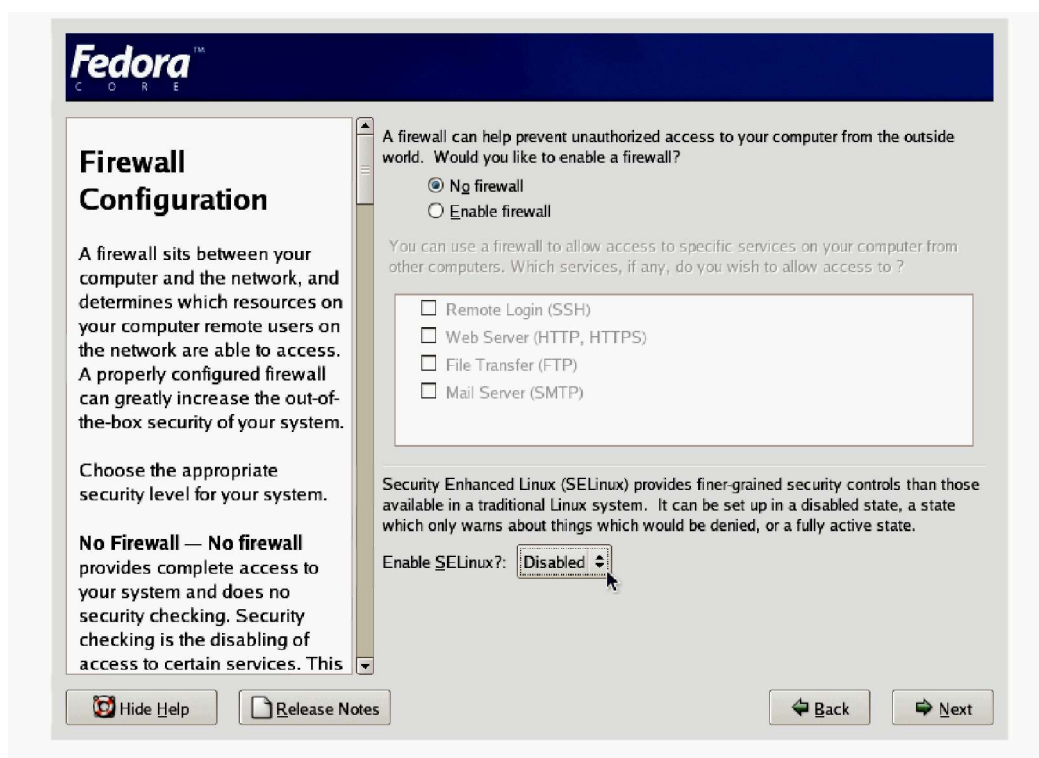 Fedora™
CORE
Firewall
Configuration
A firewall sits between your
computer and the network, and
determines which resources on
your computer remote users on
the network are able to access.
A properly configured firewall
can greatly increase the out-of-
the-box security of your system.
Choose the appropriate
security level for your system.
No Firewall — No firewall
provides complete access to
your system and does no
security checking. Security
checking is the disabling of
access to certain services. This
A firewall can help prevent unauthorized access to your computer from the outside
world. Would you like to enable a firewall?
No firewall
Enable firewall
You can use a firewall to allow access to specific services on your computer from
other computers. Which services, if any, do you wish to allow access to ?
Remote Login (SSH)
Web Server (HTTP, HTTPS)
File Transfer (FTP)
Mail Server (SMTP)
Security Enhanced Linux (SELinux) provides finer-grained security controls than those
available in a traditional Linux system. It can be set up in a disabled state, a state
which only warns about things which would be denied, or a fully active state.
Enable SELinux?: Disabled
Hide Help
Release Notes
Back
Next